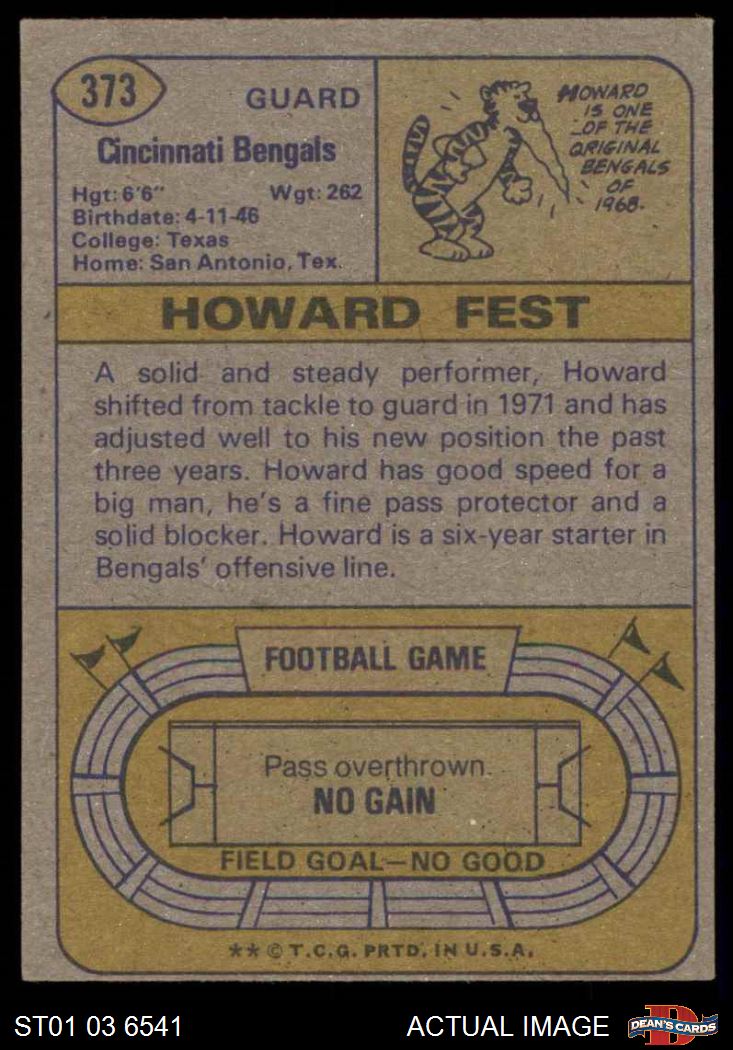 373
GUARD
Cincinnati Bengals
Hgt: 6'6" Wgt: 262
Birthdate: 4-11-46
College: Texas
Home: San Antonio, Tex.
HOWARD
IS ONE
OF THE
ORIGINAL
BENGALS
OF
1968.
HOWARD FEST
A solid and steady performer, Howard
shifted from tackle to guard in 1971 and has
adjusted well to his new position the past
three years. Howard has good speed for a
big man, he's a fine pass protector and a
solid blocker. Howard is a six-year starter in
Bengals' offensive line.
FOOTBALL GAME
Pass overthrown.
NO GAIN
FIELD GOAL—NO GOOD
** © T.C.G. PRTD. IN U.S.A.
ST01 03 6541
ACTUAL IMAGE
D
DEAN'S CARDS